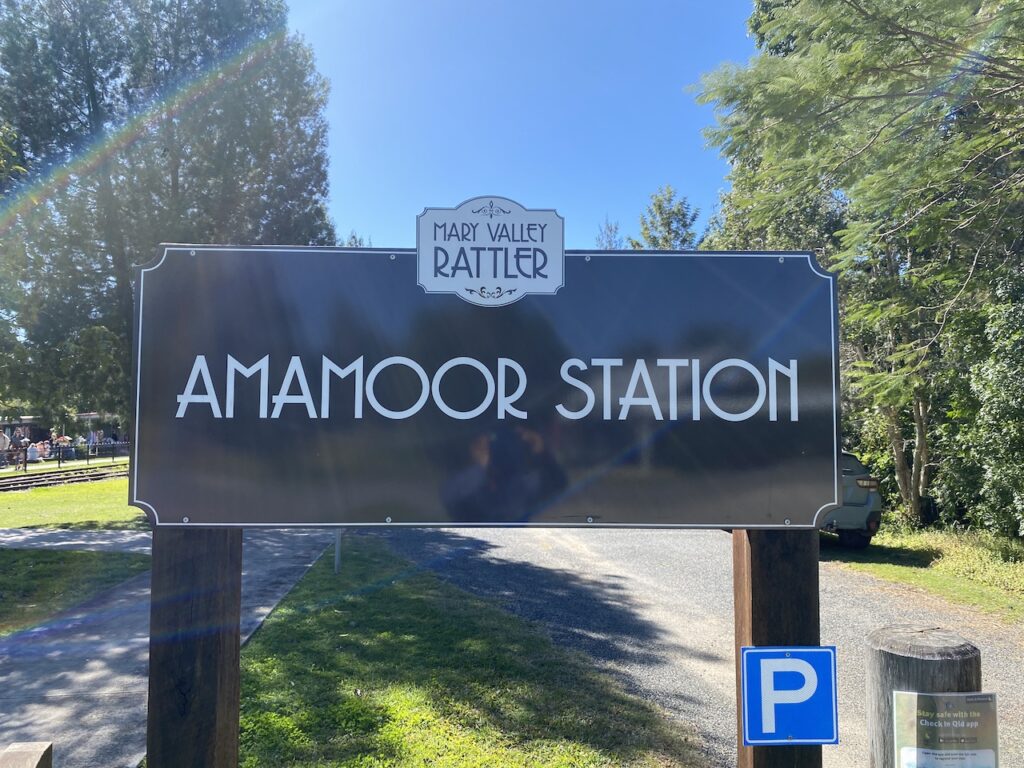 MARY VALLEY
RATTLER
AMAMOOR STATION
P
Stay safe with the
Check In Qld app